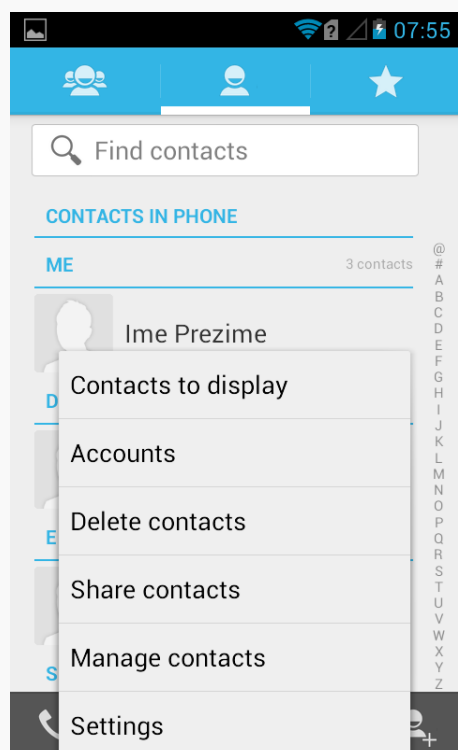 07:55
Find contacts
CONTACTS IN PHONE
ME 3 contacts
Ime Prezime
D
E
S
Contacts to display
Accounts
Delete contacts
Share contacts
Manage contacts
Settings
@
#
A
B
C
D
E
F
G
H
I
J
K
L
M
N
O
P
Q
R
S
T
U
V
W
X
Y
Z